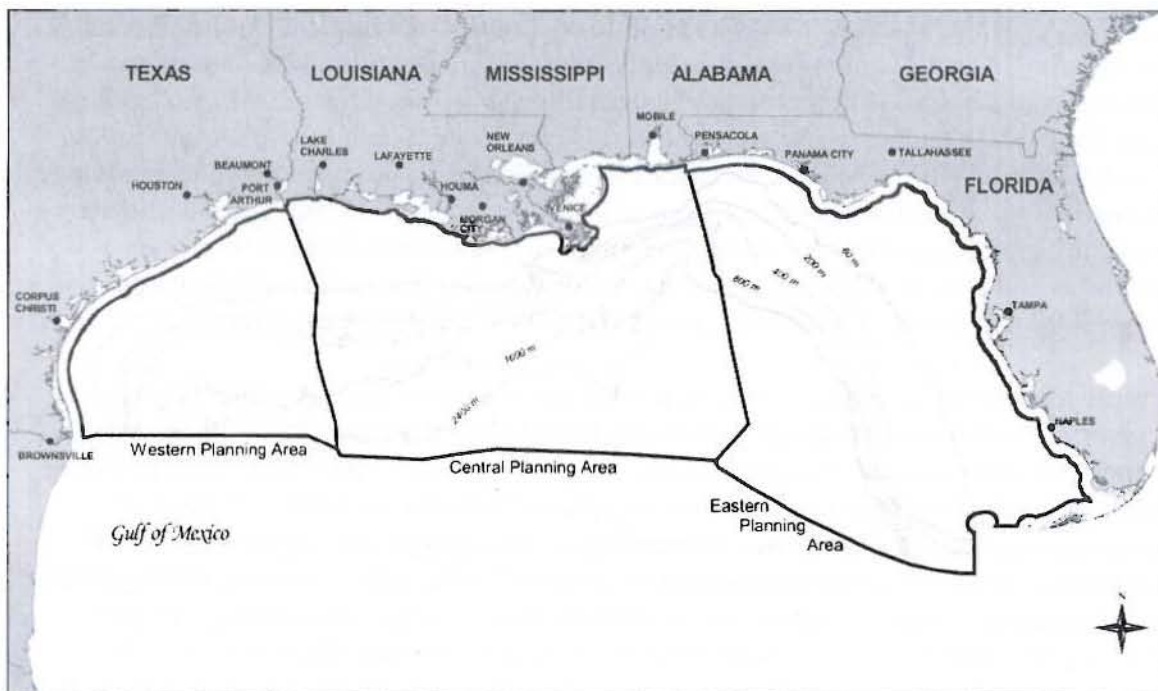 TEXAS
LOUISIANA
MISSISSIPPI
ALABAMA
GEORGIA
MOBILE
PENSACOLA
NEW
ORLEANS
LAKE
CHARLES
LAFAYETTE
BEAUMONT
PANAMA CITY
TALLAHASSEE
HOUSTON
PORT
ARTHUR
HOUMA
FLORIDA
MORGAN
CITY
VENICE
60 m
200 m
400 m
800 m
CORPUS
CHRISTI
TAMPA
1600 m
2400 m
NAPLES
BROWNSVILLE
Western Planning Area
Central Planning Area
Eastern
Planning
Area
Gulf of Mexico
N